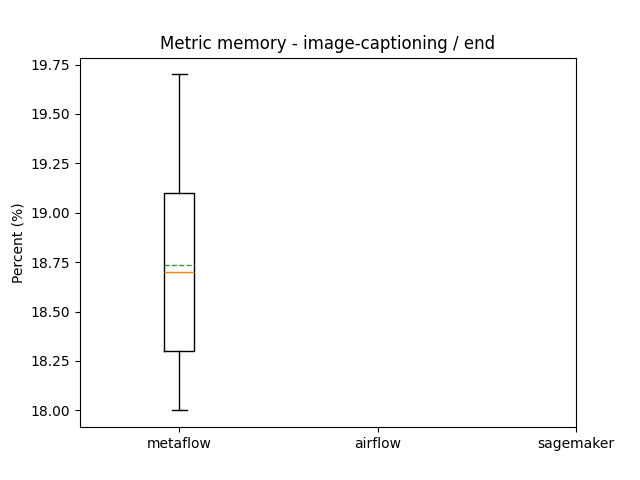 Metric memory - image-captioning / end
Percent (%)
19.75
19.50
19.25
19.00
18.75
18.50
18.25
18.00
metaflow airflow sagemaker